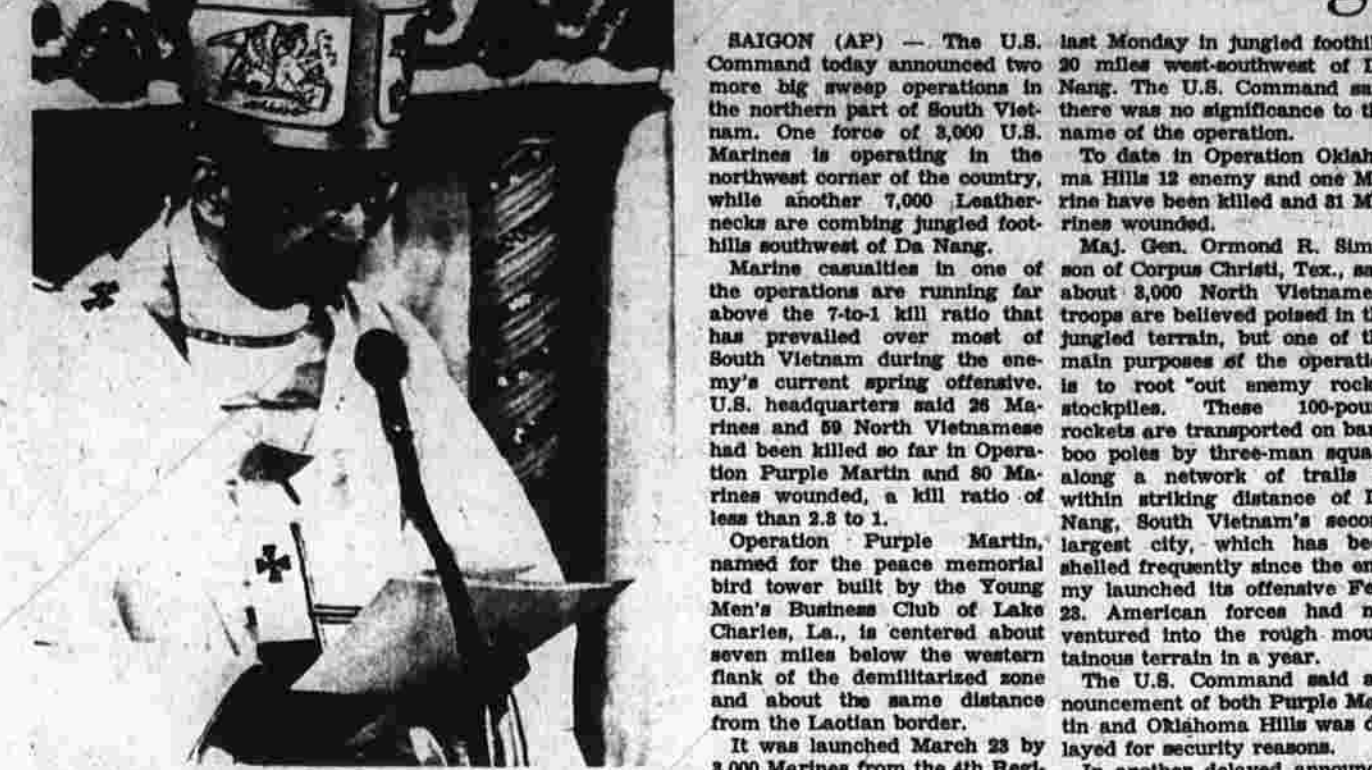 SAIGON (AP) — The U.S.
Command today announced two
more big sweep operations in
the northern part of South Viet-
nam. One force of 3,000 U.S.
Marines is operating in the
northwest corner of the country,
while another 7,000 Leather-
necks are combing jungled foot-
hills southwest of Da Nang.
Marine casualties in one of
the operations are running far
above the 7-to-1 kill ratio that
has prevailed over most of
South Vietnam during the ene-
my's current spring offensive.
U.S. headquarters said 26 Ma-
rines and 59 North Vietnamese
had been killed so far in Opera-
tion Purple Martin and 80 Ma-
rines wounded, a kill ratio of
less than 2.3 to 1.
Operation Purple Martin,
named for the peace memorial
bird tower built by the Young
Men's Business Club of Lake
Charles, La., is centered about
seven miles below the western
flank of the demilitarized zone
and about the same distance
from the Laotian border.
It was launched March 23 by
3,000 Marines from the 4th Regi-
last Monday in jungled foothil
20 miles west-southwest of D
Nang. The U.S. Command sa
there was no significance to
name of the operation.
To date in Operation Oklah
ma Hills 12 enemy and one M
rine have been killed and 31 M
rines wounded.
Maj. Gen. Ormond R. Sim
son of Corpus Christi, Tex., sa
about 3,000 North Vietname
troops are believed poised in t
jungled terrain, but one of t
main purposes of the operati
is to root "out enemy rock
stockpiles. These 100-pou
rockets are transported on ba
boo poles by three-man squa
along a network of trails
within striking distance of
Nang, South Vietnam's seco
largest city, which has be
shelled frequently since the en
my launched its offensive F
23. American forces had
ventured into the rough mou
tainous terrain in a year.
The U.S. Command said a
nouncement of both Purple Ma
tin and Oklahoma Hills was d
layed for security reasons.
In another delayed announ